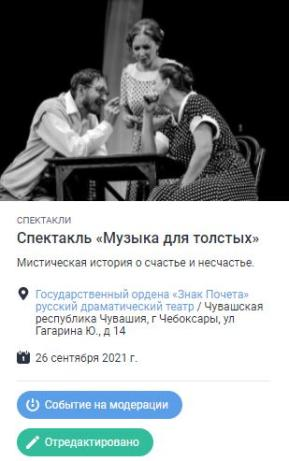 СПЕКТАКЛИ
Спектакль «Музыка для толстых»
Мистическая история о счастье и несчастье.
Государственный ордена «Знак Почета»
русский драматический театр / Чувашская
республика Чувашия, г Чебоксары, ул
Гагарина Ю., д 14
26 сентября 2021 г.
Событие на модерации
Отредактировано